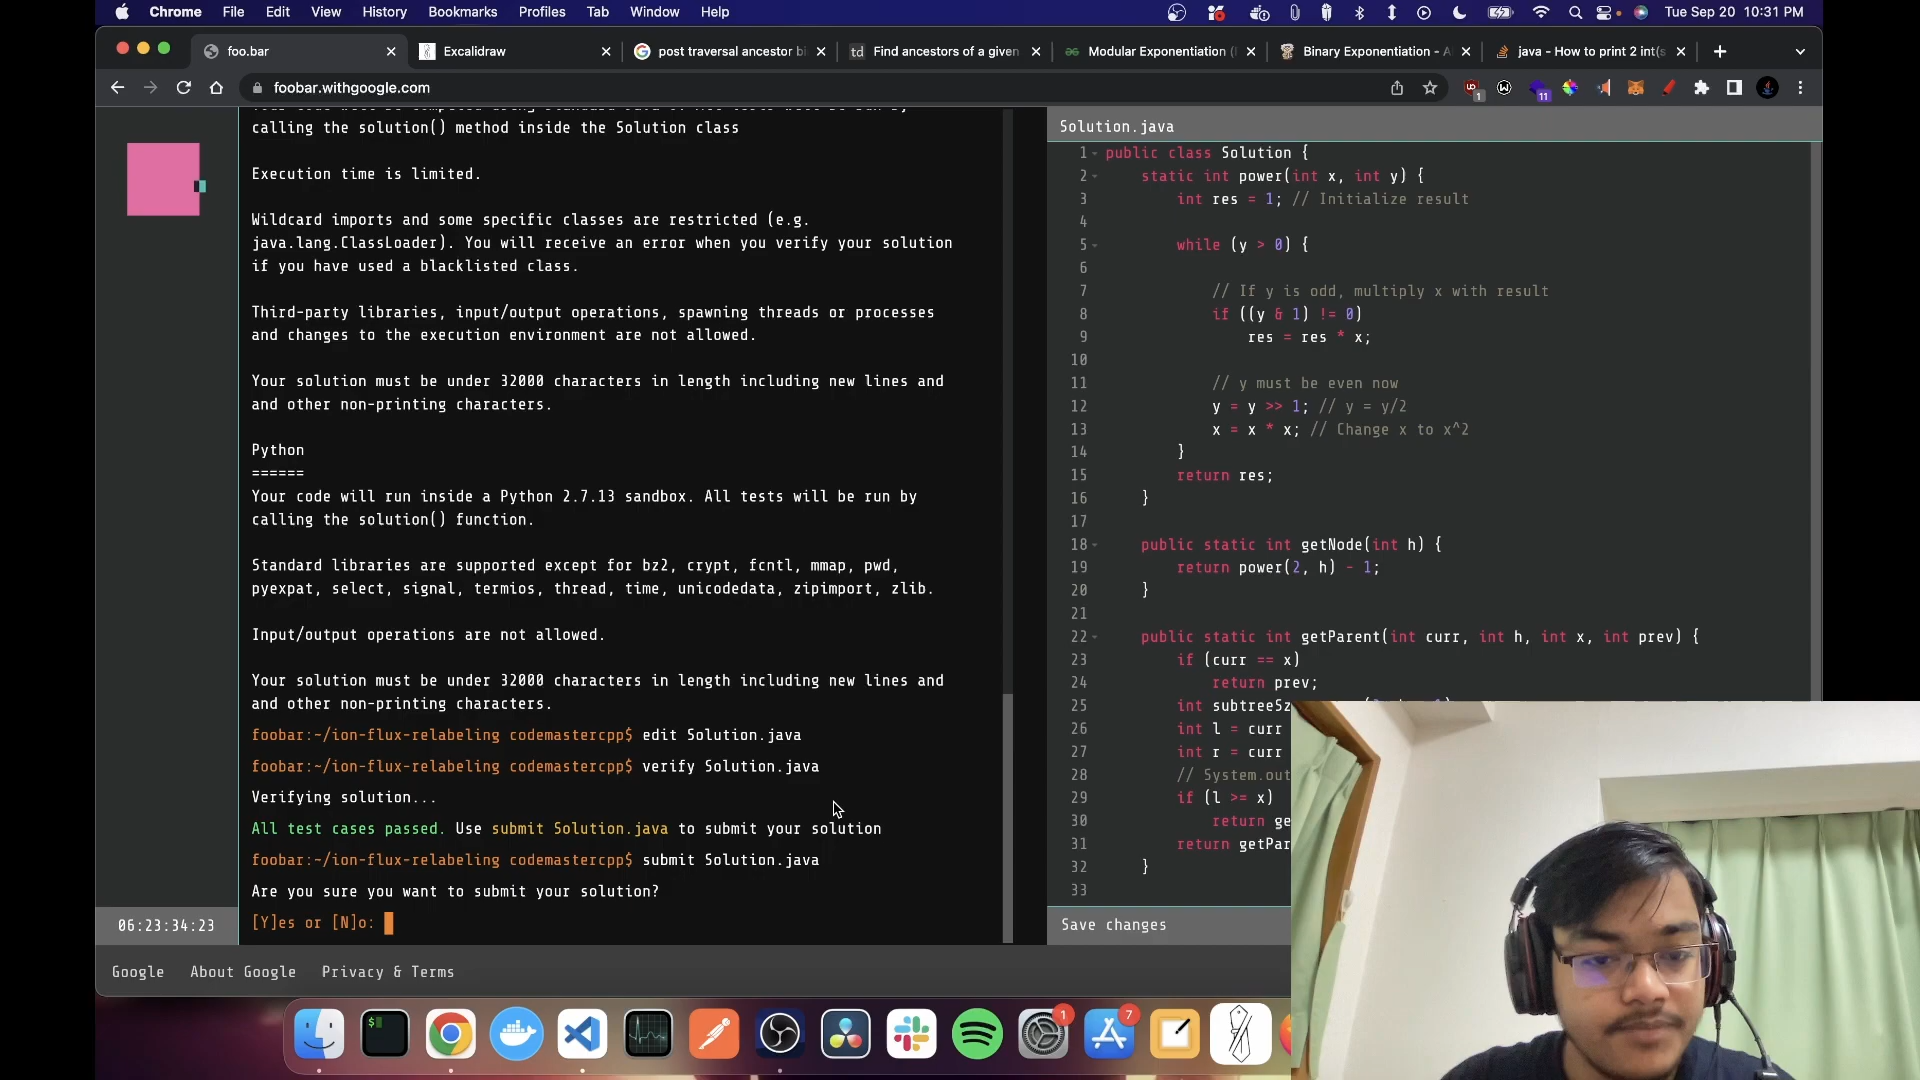 Chrome File Edit View History Bookmarks Profiles Tab Window Help
Tue Sep 20 10:31 PM
foo.bar
Excalidraw
post traversal ancestor bi
Find ancestors of a given
Modular Exponentiation (
Binary Exponentiation - A
java - How to print 2 int(s
foobar.withgoogle.com
1
11
calling the solution() method inside the Solution class
Execution time is limited.
Wildcard imports and some specific classes are restricted (e.g.
java.lang.ClassLoader). You will receive an error when you verify your solution
if you have used a blacklisted class.
Third-party libraries, input/output operations, spawning threads or processes
and changes to the execution environment are not allowed.
Your solution must be under 32000 characters in length including new lines and
and other non-printing characters.
Python
======
Your code will run inside a Python 2.7.13 sandbox. All tests will be run by
calling the solution() function.
Standard libraries are supported except for bz2, crypt, fcntl, mmap, pwd,
pyexpat, select, signal, termios, thread, time, unicodedata, zipimport, zlib.
Input/output operations are not allowed.
Your solution must be under 32000 characters in length including new lines and
and other non-printing characters.
foobar:~/ion-flux-relabeling codemastercpp$ edit Solution.java
foobar:~/ion-flux-relabeling codemastercpp$ verify Solution.java
Verifying solution...
All test cases passed. Use submit Solution.java to submit your solution
foobar:~/ion-flux-relabeling codemastercpp$ submit Solution.java
Are you sure you want to submit your solution?
[Y]es or [N]o:
06:23:34:23
Solution.java
1 public class Solution {
2 static int power(int x, int y) {
3 int res = 1; // Initialize result
4
5 while (y > 0) {
6
7 // If y is odd, multiply x with result
8 if ((y & 1) != 0)
9 res = res * x;
10
11 // y must be even now
12 y = y >> 1; // y = y/2
13 x = x * x; // Change x to x^2
14 }
15 return res;
16 }
17
18 public static int getNode(int h) {
19 return power(2, h) - 1;
20 }
21
22 public static int getParent(int curr, int h, int x, int prev) {
23 if (curr == x)
24 return prev;
25 int subtreeSz
26 int l = curr
27 int r = curr
28 // System.out
29 if (l >= x)
30 return ge
31 return getPar
32 }
33
Save changes
Google About Google Privacy & Terms
$
1
7